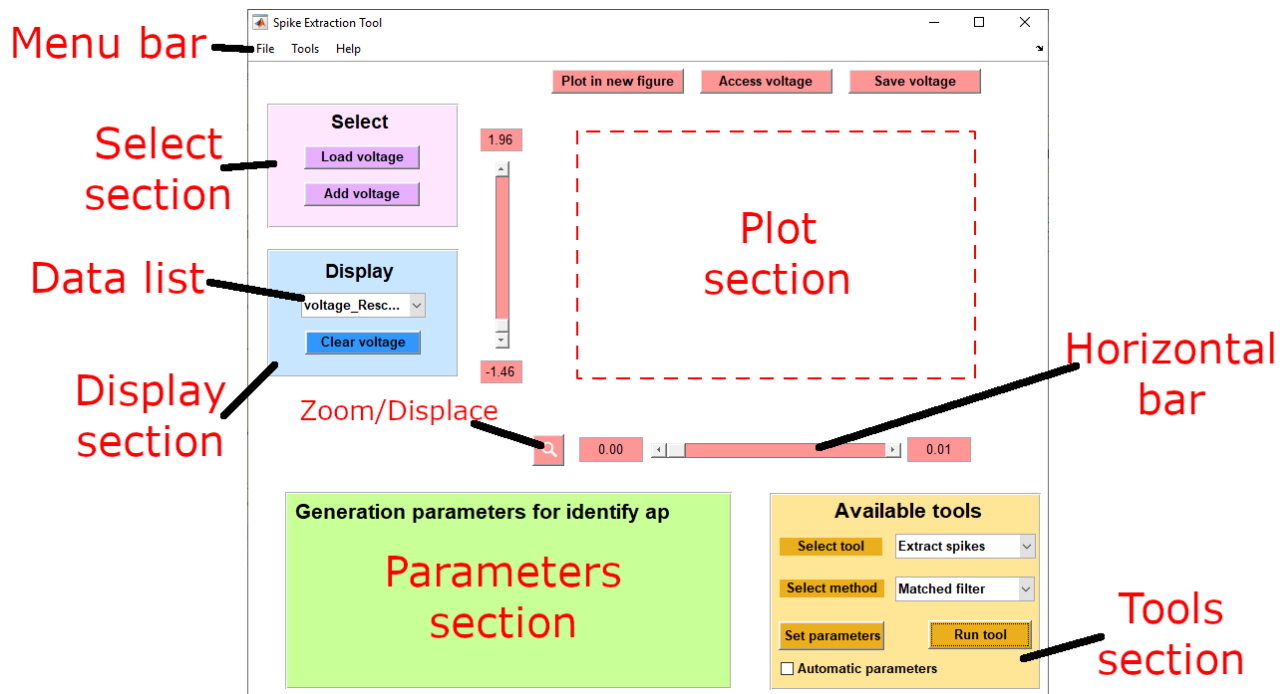 Spike Extraction Tool
Menu bar
File Tools Help
Plot in new figure Access voltage Save voltage
Select
Load voltage
Add voltage
Select
section
1.96
Plot
section
Data list
Display
voltage_Resc...
Clear voltage
-1.46
Display
section
Zoom/Displace
Horizontal
bar
0.00 0.01
Generation parameters for identify ap
Parameters
section
Available tools
Select tool Extract spikes
Select method Matched filter
Set parameters Run tool
Automatic parameters
Tools
section